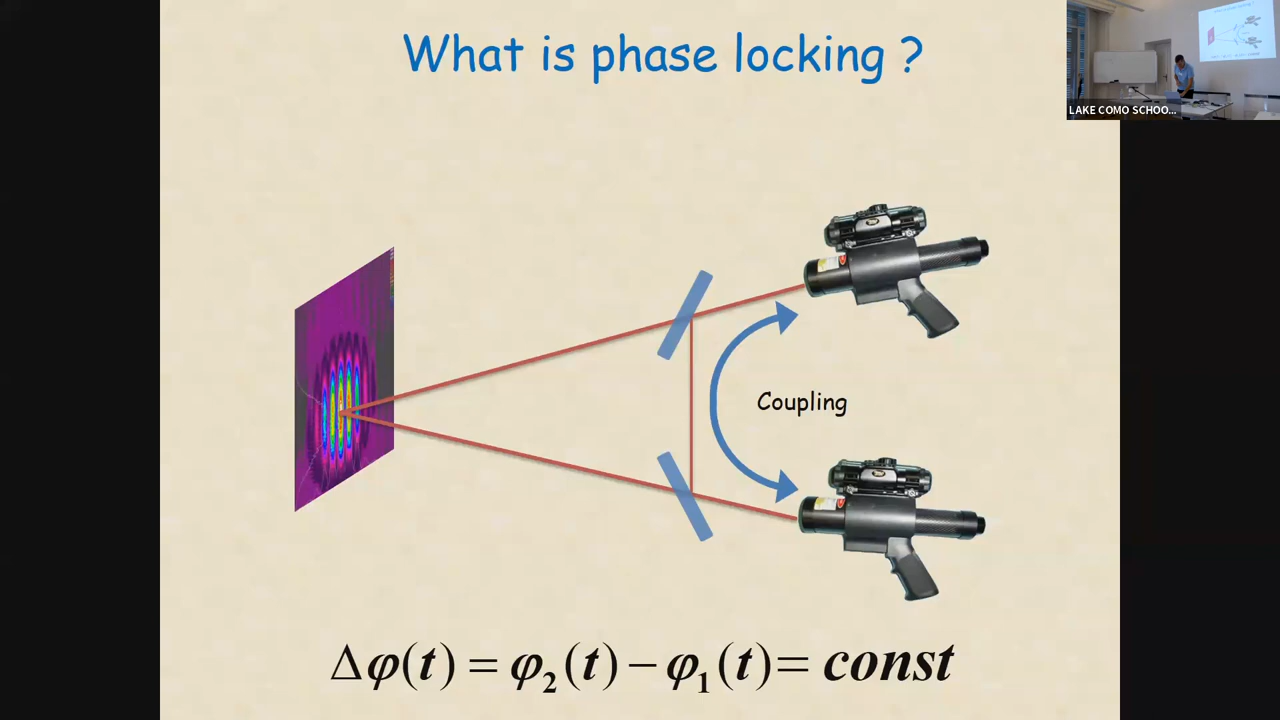 What is phase locking ?
LAKE COMO SCHOO...
Coupling
Δφ(t) = φ₂(t) − φ₁(t) = const